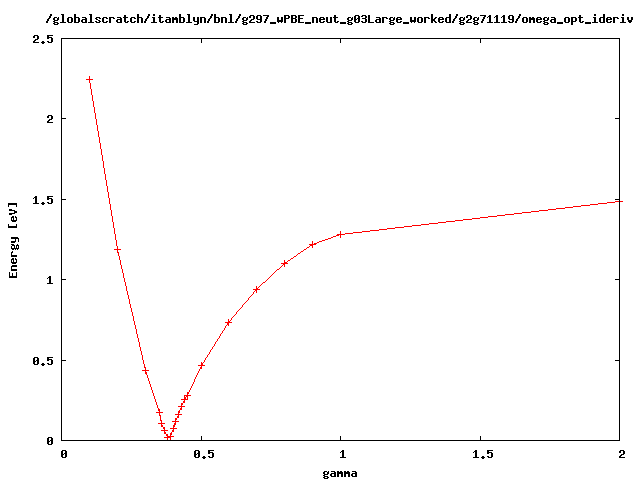 /globalscratch/itamblyn/bnl/g297_wPBE_neut_g03Large_worked/g2g71119/omega_opt_ideriv
2.5
2
1.5
1
0.5
0
Energy [eV]
0 0.5 1 1.5 2
gamma